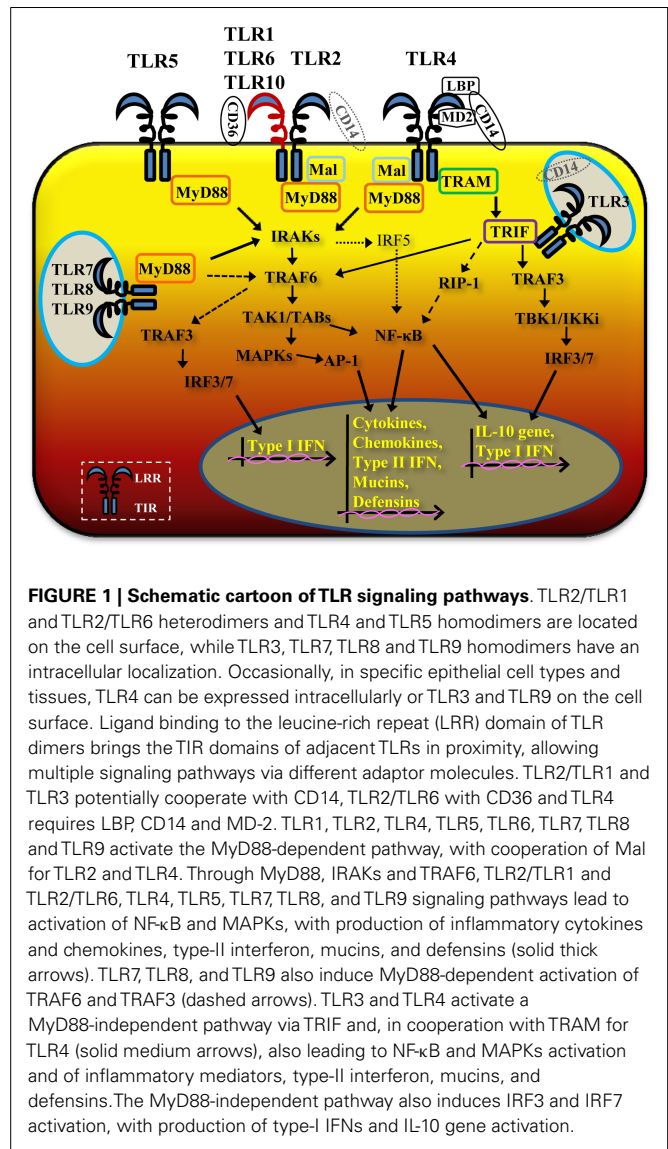 TLR1
TLR5 TLR6 TLR2 TLR4
TLR10
LBP
CD36 CD14 MD2 CD14
Mal Mal
MyD88 MyD88 MyD88 TRAM CD14
TLR3
IRAKs IRF5 TRIF
TLR7 MyD88
TLR8 TRAF6 RIP-1 TRAF3
TLR9
TAK1/TABs TBK1/IKKi
TRAF3 NF-κB
MAPKs AP-1 IRF3/7
IRF3/7
Type I IFN
Cytokines,
Chemokines,
Type II IFN,
Mucins,
Defensins
IL-10 gene,
Type I IFN
LRR
TIR
FIGURE 1 | Schematic cartoon of TLR signaling pathways. TLR2/TLR1
and TLR2/TLR6 heterodimers and TLR4 and TLR5 homodimers are located
on the cell surface, while TLR3, TLR7, TLR8 and TLR9 homodimers have an
intracellular localization. Occasionally, in specific epithelial cell types and
tissues, TLR4 can be expressed intracellularly or TLR3 and TLR9 on the cell
surface. Ligand binding to the leucine-rich repeat (LRR) domain of TLR
dimers brings the TIR domains of adjacent TLRs in proximity, allowing
multiple signaling pathways via different adaptor molecules. TLR2/TLR1 and
TLR3 potentially cooperate with CD14, TLR2/TLR6 with CD36 and TLR4
requires LBP, CD14 and MD-2. TLR1, TLR2, TLR4, TLR5, TLR6, TLR7, TLR8
and TLR9 activate the MyD88-dependent pathway, with cooperation of Mal
for TLR2 and TLR4. Through MyD88, IRAKs and TRAF6, TLR2/TLR1 and
TLR2/TLR6, TLR4, TLR5, TLR7, TLR8, and TLR9 signaling pathways lead to
activation of NF-κB and MAPKs, with production of inflammatory cytokines
and chemokines, type-II interferon, mucins, and defensins (solid thick
arrows). TLR7, TLR8, and TLR9 also induce MyD88-dependent activation of
TRAF6 and TRAF3 (dashed arrows). TLR3 and TLR4 activate a
MyD88-independent pathway via TRIF and, in cooperation with TRAM for
TLR4 (solid medium arrows), also leading to NF-κB and MAPKs activation
and of inflammatory mediators, type-II interferon, mucins, and
defensins.The MyD88-independent pathway also induces IRF3 and IRF7
activation, with production of type-I IFNs and IL-10 gene activation.